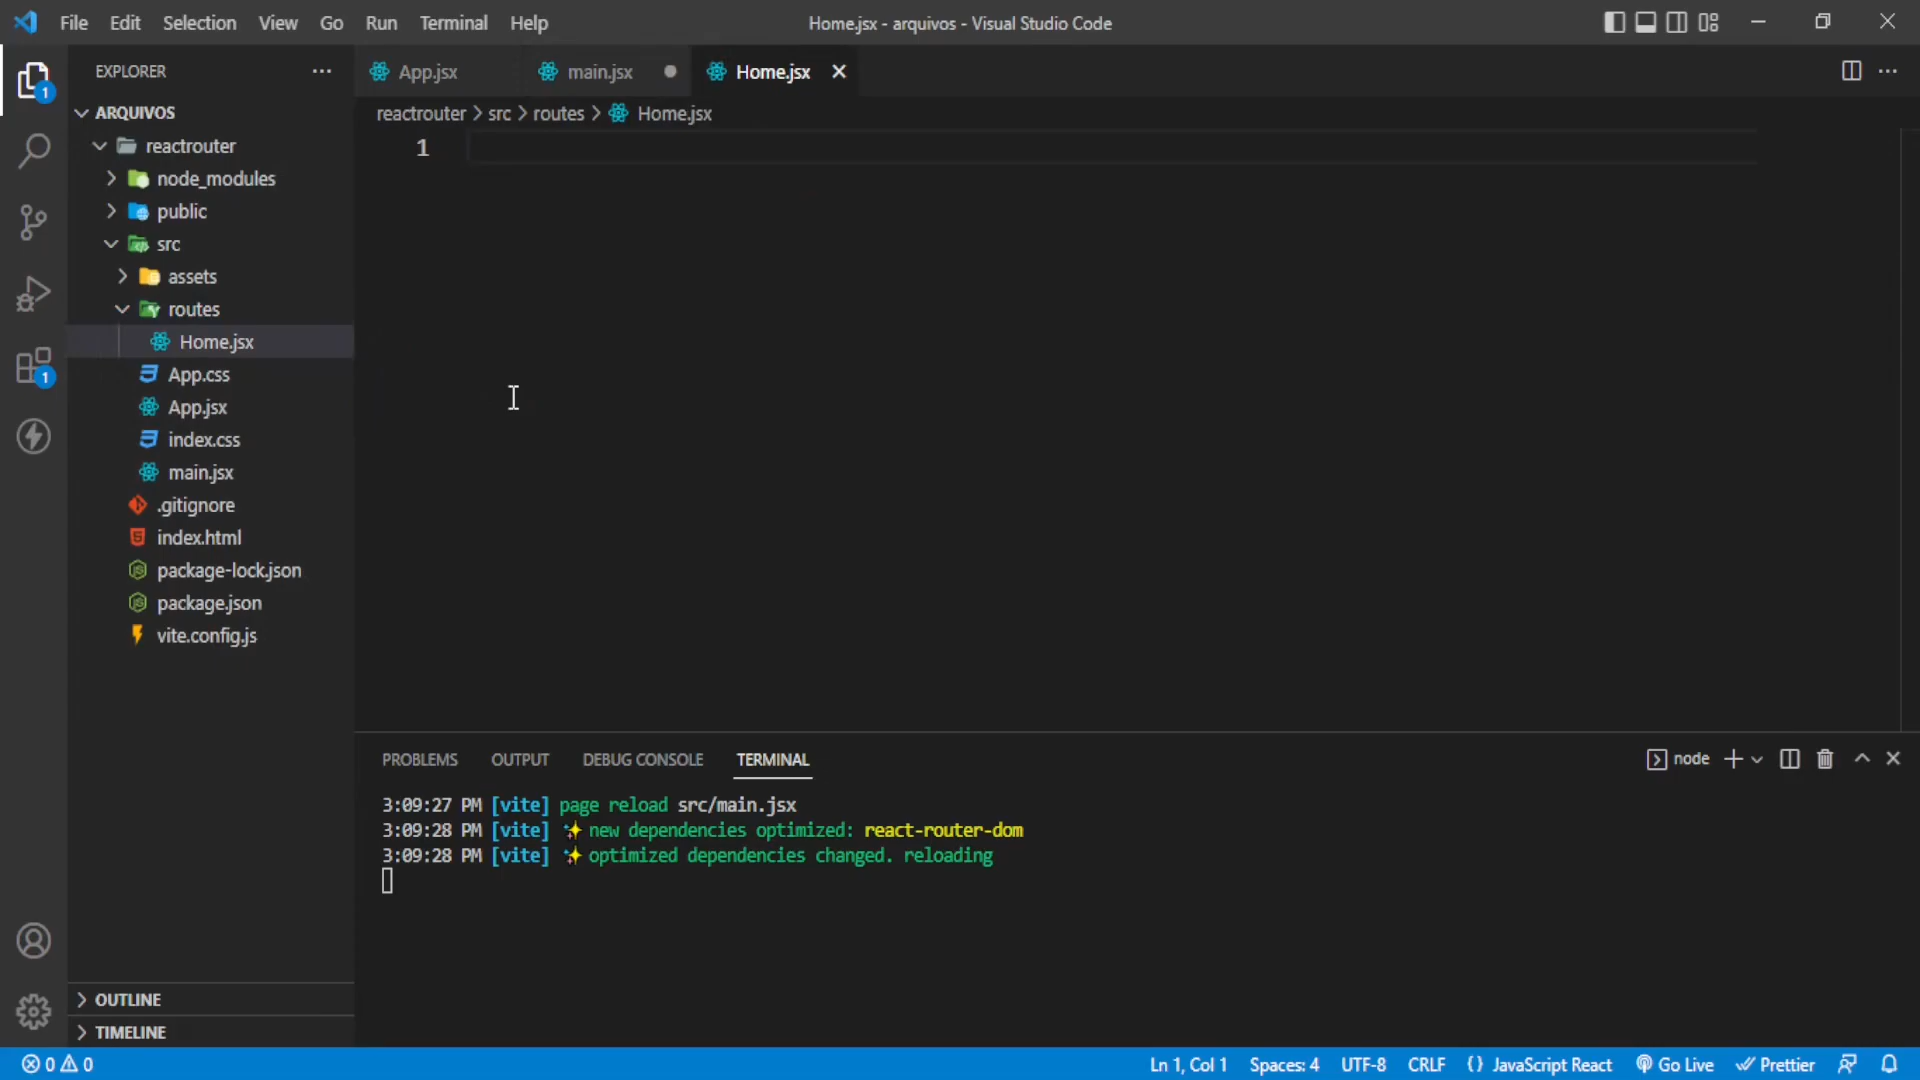 File Edit Selection View Go Run Terminal Help Home.jsx - arquivos - Visual Studio Code
EXPLORER
App.jsx main.jsx Home.jsx
reactrouter src routes Home.jsx
1
ARQUIVOS
reactrouter
node_modules
public
src
assets
routes
Home.jsx
App.css
App.jsx
index.css
main.jsx
.gitignore
index.html
package-lock.json
package.json
vite.config.js
OUTLINE
TIMELINE
1
1
PROBLEMS OUTPUT DEBUG CONSOLE TERMINAL node
3:09:27 PM [vite] page reload src/main.jsx
3:09:28 PM [vite] ✨ new dependencies optimized: react-router-dom
3:09:28 PM [vite] ✨ optimized dependencies changed. reloading
0 0 Ln 1, Col 1 Spaces: 4 UTF-8 CRLF {} JavaScript React Go Live Prettier